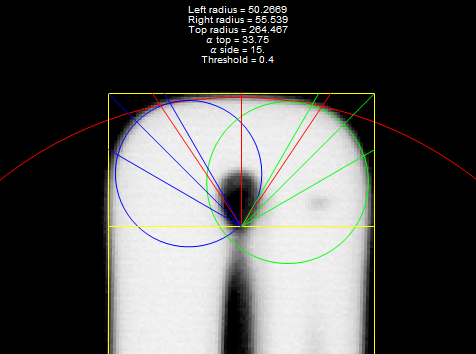 Left radius = 50.2669
Right radius = 55.539
Top radius = 264.467
α top = 33.75
α side = 15.
Threshold = 0.4